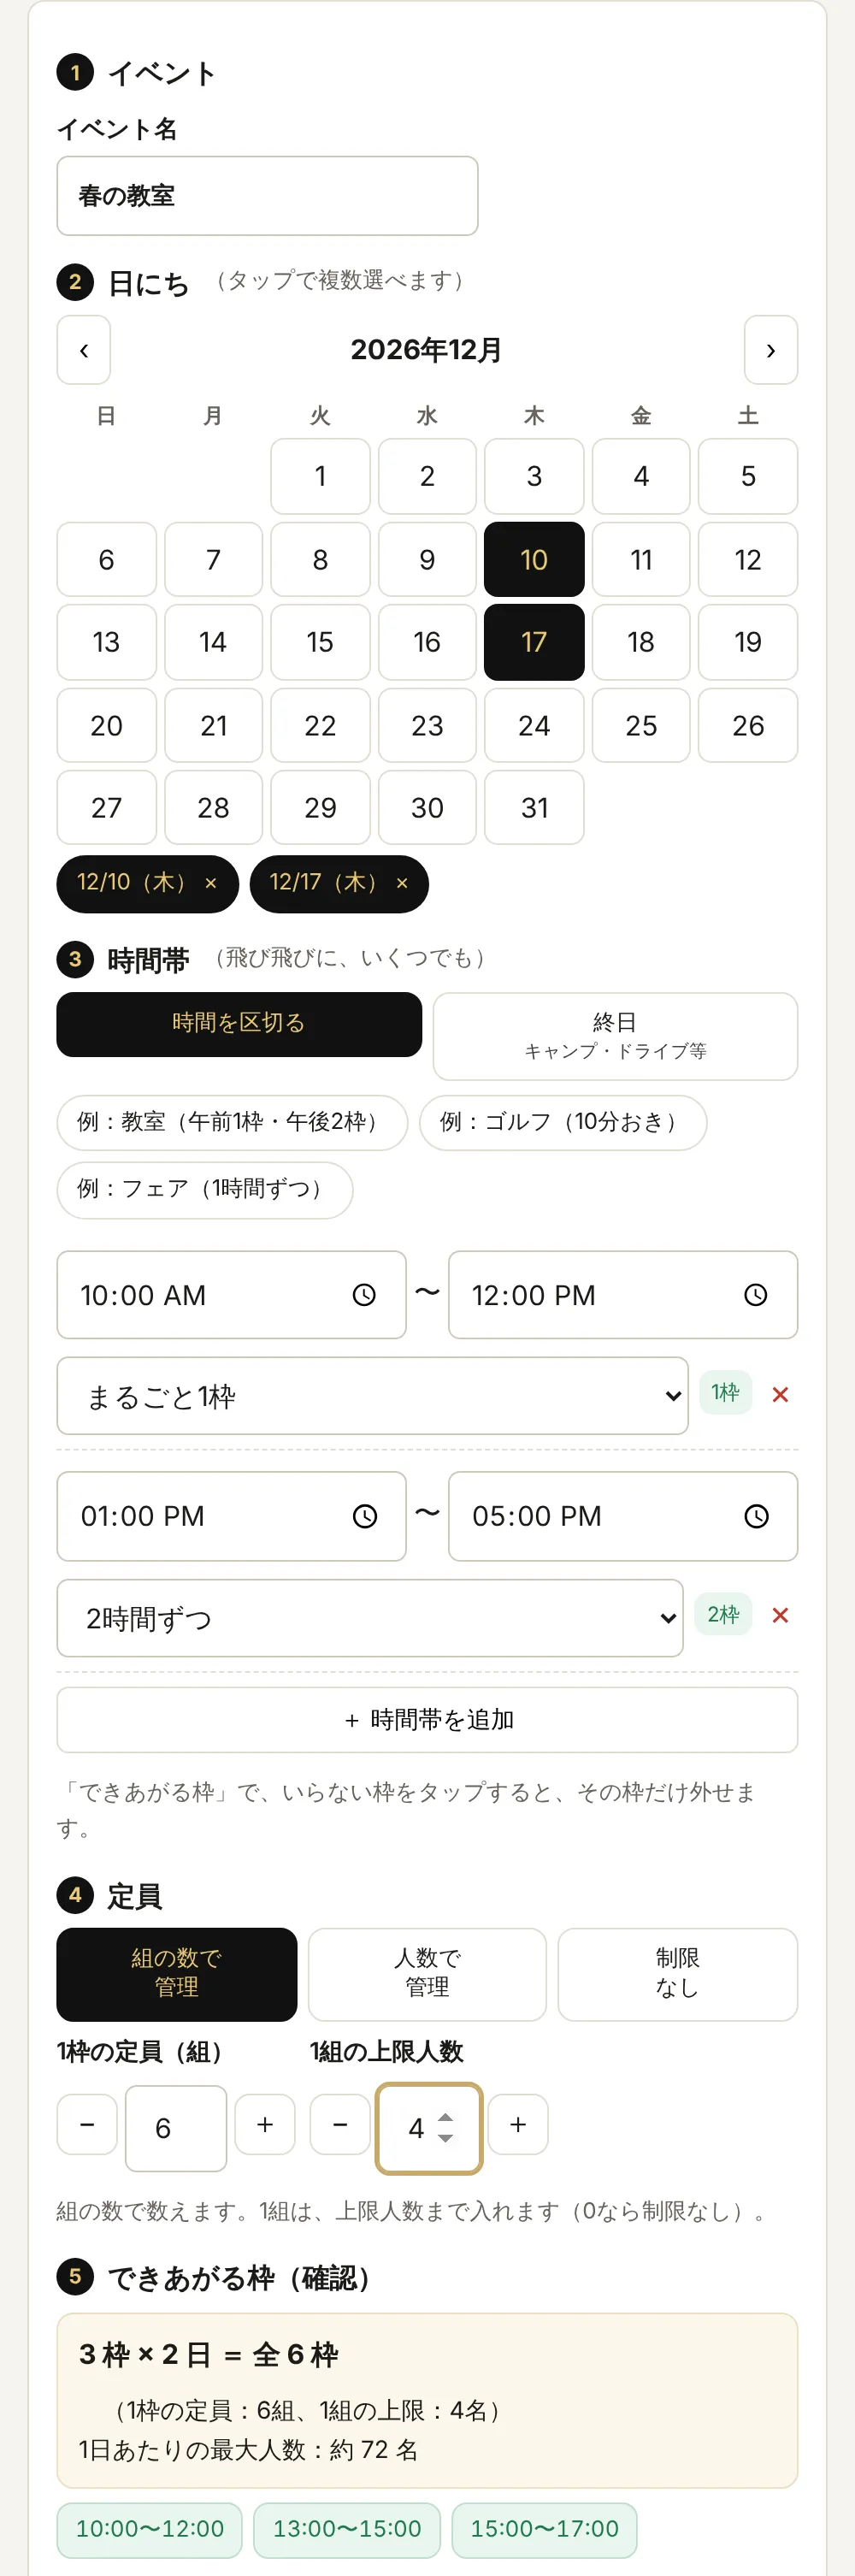 1 イベント
イベント名
春の教室
2 日にち （タップで複数選べます）
‹ 2026年12月 ›
日 月 火 水 木 金 土
1 2 3 4 5
6 7 8 9 10 11 12
13 14 15 16 17 18 19
20 21 22 23 24 25 26
27 28 29 30 31
12/10（木） × 12/17（木） ×
3 時間帯 （飛び飛びに、いくつでも）
時間を区切る 終日
キャンプ・ドライブ等
例：教室（午前1枠・午後2枠） 例：ゴルフ（10分おき）
例：フェア（1時間ずつ）
10:00 AM 〜 12:00 PM
まるごと1枠 1枠 ✕
01:00 PM 〜 05:00 PM
2時間ずつ 2枠 ✕
＋ 時間帯を追加
「できあがる枠」で、いらない枠をタップすると、その枠だけ外せま
す。
4 定員
組の数で 人数で 制限
管理 管理 なし
1枠の定員（組） 1組の上限人数
− 6 + − 4 +
組の数で数えます。1組は、上限人数まで入れます（0なら制限なし）。
5 できあがる枠（確認）
3 枠 × 2 日 ＝ 全 6 枠
（1枠の定員：6組、1組の上限：4名）
1日あたりの最大人数：約 72 名
10:00〜12:00 13:00〜15:00 15:00〜17:00